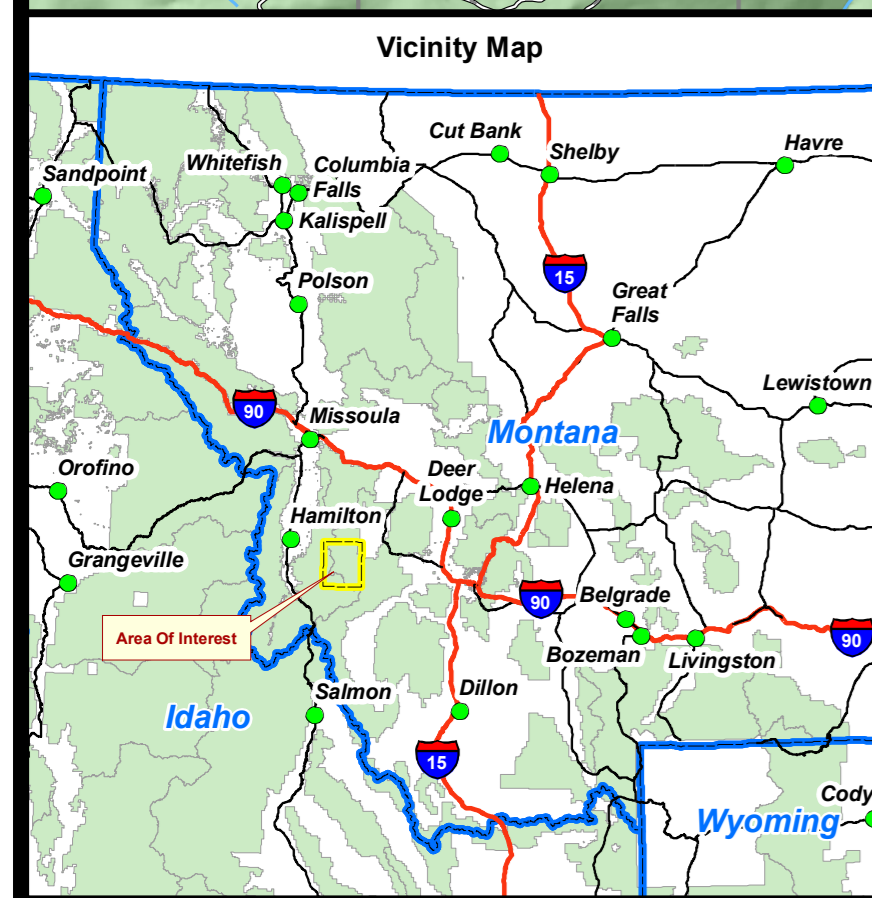 Vicinity Map
Cut Bank
Shelby
Havre
Sandpoint
Whitefish
Columbia
Falls
Kalispell
Polson
15
Great
Falls
Lewistown
90
Missoula
Montana
Orofino
Deer
Lodge
Helena
Hamilton
Grangeville
90
Belgrade
90
Area Of Interest
Bozeman
Livingston
Salmon
Dillon
Idaho
15
Cody
Wyoming